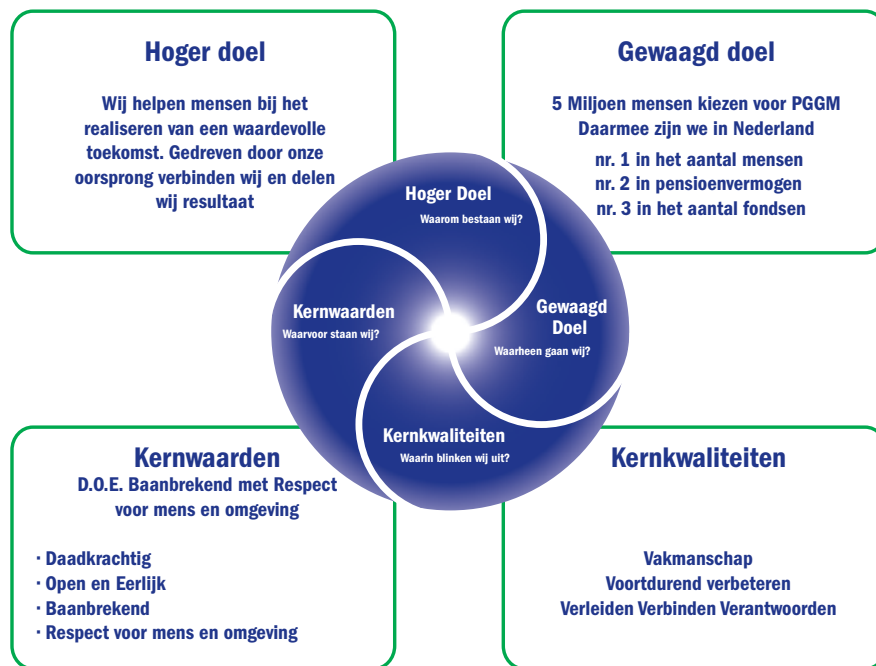 Hoger doel
Wij helpen mensen bij het
realiseren van een waardevolle
toekomst. Gedreven door onze
oorsprong verbinden wij en delen
wij resultaat
Gewaagd doel
5 Miljoen mensen kiezen voor PGGM
Daarmee zijn we in Nederland
nr. 1 in het aantal mensen
nr. 2 in pensioenvermogen
nr. 3 in het aantal fondsen
Hoger Doel
Waarom bestaan wij?
Kernwaarden
Waarvoor staan wij?
Gewaagd
Doel
Waarheen gaan wij?
Kernkwaliteiten
Waarin blinken wij uit?
Kernwaarden
D.O.E. Baanbrekend met Respect
voor mens en omgeving
· Daadkrachtig
· Open en Eerlijk
· Baanbrekend
· Respect voor mens en omgeving
Kernkwaliteiten
Vakmanschap
Voortdurend verbeteren
Verleiden Verbinden Verantwoorden